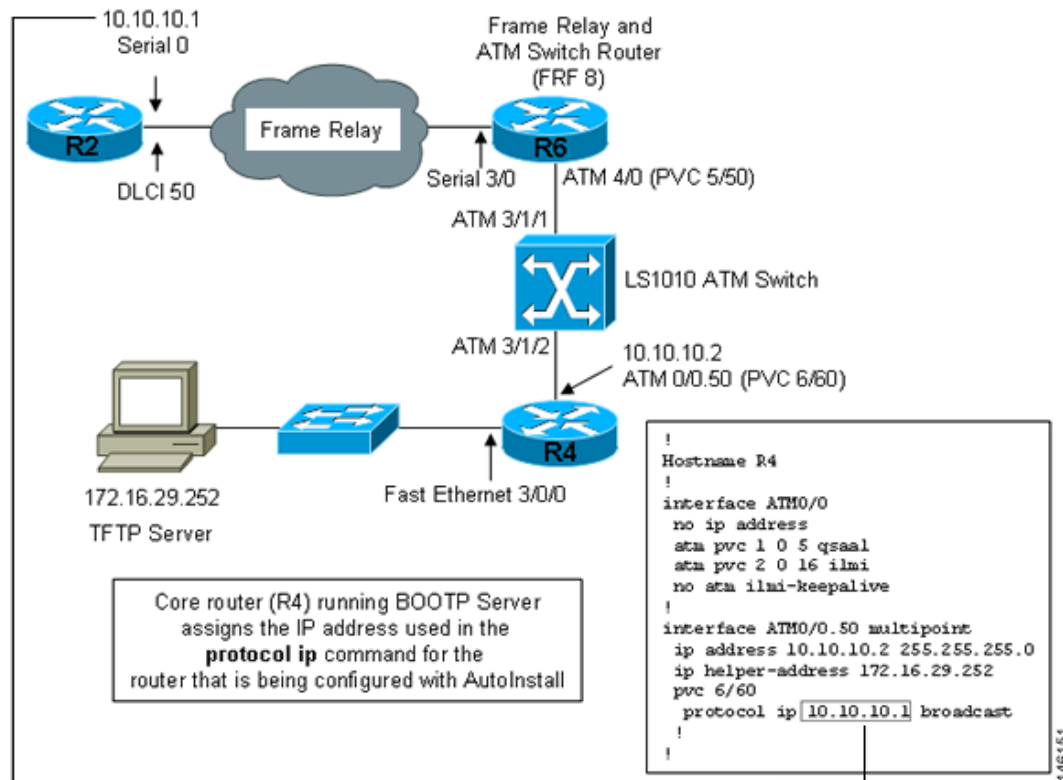 10.10.10.1
Serial 0
Frame Relay and
ATM Switch Router
(FRF 8)
R2
Frame Relay
R6
DLCI 50
Serial 3/0
ATM 4/0 (PVC 5/50)
ATM 3/1/1
LS1010 ATM Switch
ATM 3/1/2
10.10.10.2
ATM 0/0.50 (PVC 6/60)
R4
172.16.29.252
TFTP Server
Fast Ethernet 3/0/0
Core router (R4) running BOOTP Server
assigns the IP address used in the
protocol ip command for the
router that is being configured with AutoInstall
!
Hostname R4
!
interface ATM0/0
no ip address
atm pvc 1 0 5 qsaal
atm pvc 2 0 16 ilmi
no atm ilmi-keepalive
!
interface ATM0/0.50 multipoint
ip address 10.10.10.2 255.255.255.0
ip helper-address 172.16.29.252
pvc 6/60
protocol ip 10.10.10.1 broadcast
!
!